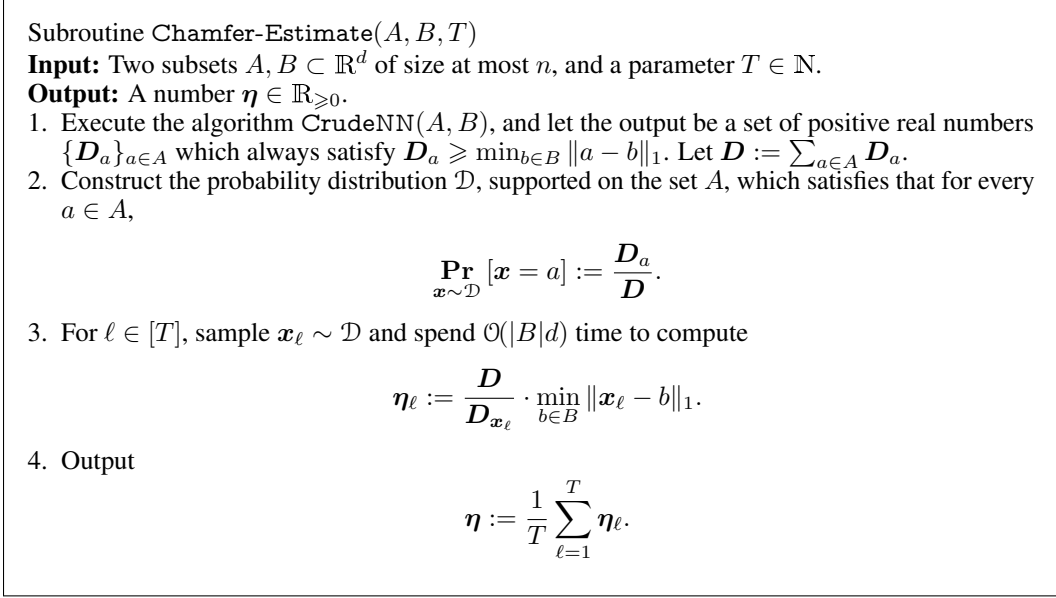 Subroutine Chamfer-Estimate(A, B, T)
Input: Two subsets A, B ⊂ ℝ^d of size at most n, and a parameter T ∈ ℕ.
Output: A number η ∈ ℝ_{⩾0}.
1. Execute the algorithm CrudeNN(A, B), and let the output be a set of positive real numbers
{D_a}_{a∈A} which always satisfy D_a ⩾ min_{b∈B} ‖a − b‖_1. Let D := ∑_{a∈A} D_a.
2. Construct the probability distribution 𝒟, supported on the set A, which satisfies that for every
a ∈ A,
Pr_{x∼𝒟} [x = a] := D_a / D.
3. For ℓ ∈ [T], sample x_ℓ ∼ 𝒟 and spend 𝒪(|B|d) time to compute
η_ℓ := D / D_{x_ℓ} · min_{b∈B} ‖x_ℓ − b‖_1.
4. Output
η := 1/T ∑_{ℓ=1}^{T} η_ℓ.